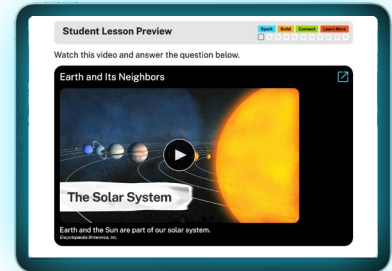 Student Lesson Preview
Spark Build Connect Learn More
Watch this video and answer the question below.
Earth and Its Neighbors
The Solar System
Earth and the Sun are part of our solar system.
Encyclopædia Britannica, Inc.